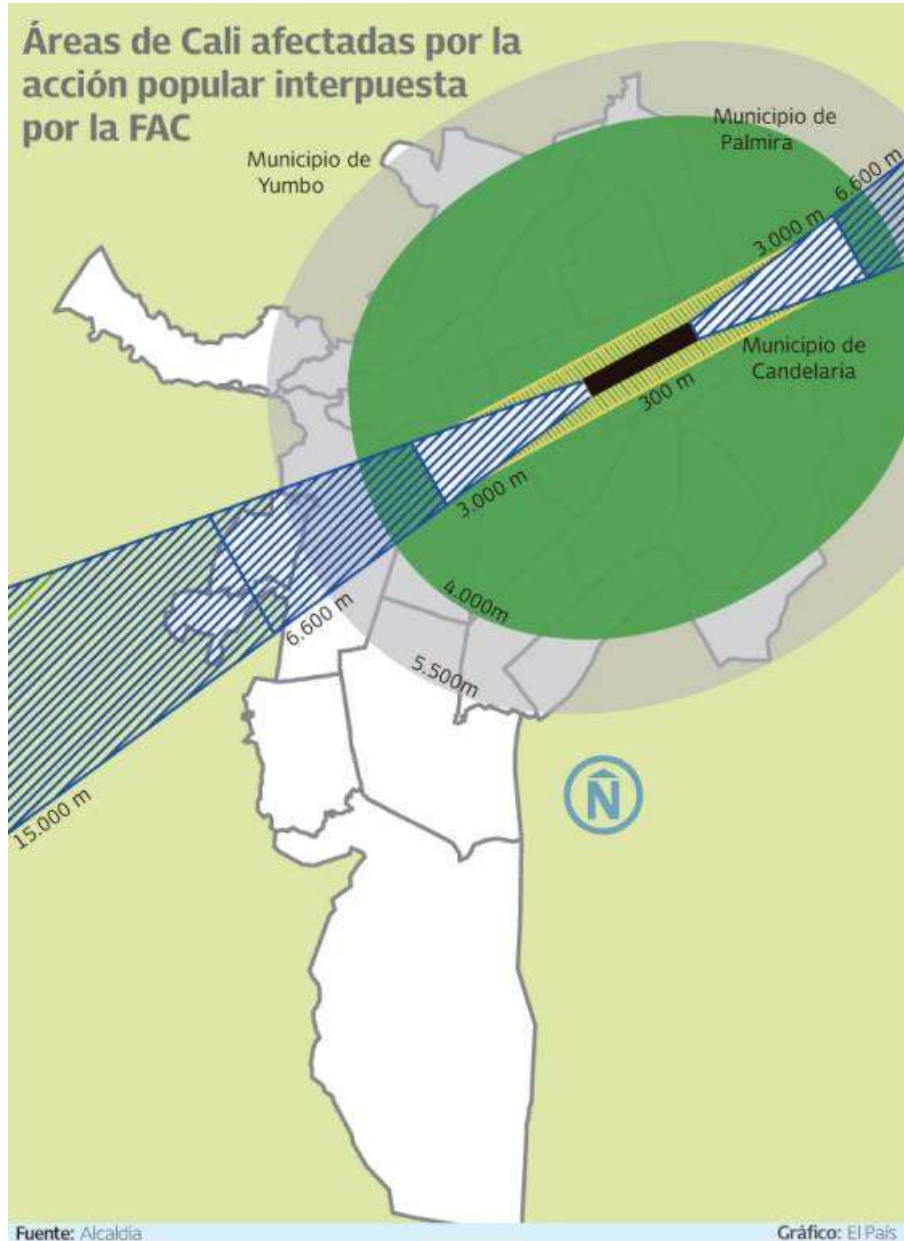 Áreas de Cali afectadas por la
acción popular interpuesta
por la FAC
Municipio de
Palmira
Municipio de
Yumbo
6.600 m
3.000 m
Municipio de
Candelaria
300 m
3.000 m
4.000m
6.600 m
5.500m
15.000 m
N
Fuente: Alcaldía
Gráfico: El País